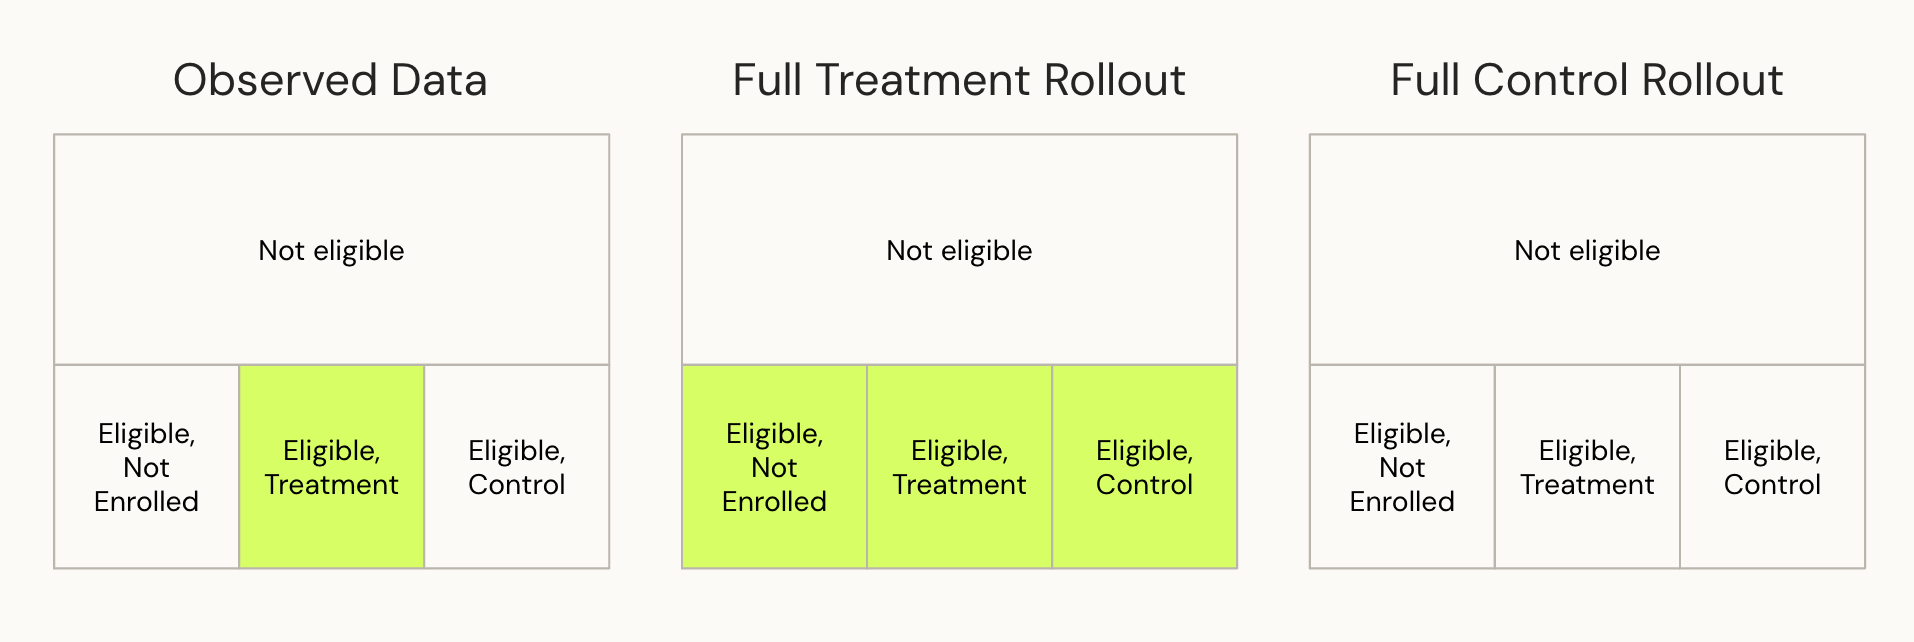 Observed Data
Full Treatment Rollout
Full Control Rollout
Not eligible
Not eligible
Not eligible
Eligible,
Not
Enrolled
Eligible,
Treatment
Eligible,
Control
Eligible,
Not
Enrolled
Eligible,
Treatment
Eligible,
Control
Eligible,
Not
Enrolled
Eligible,
Treatment
Eligible,
Control